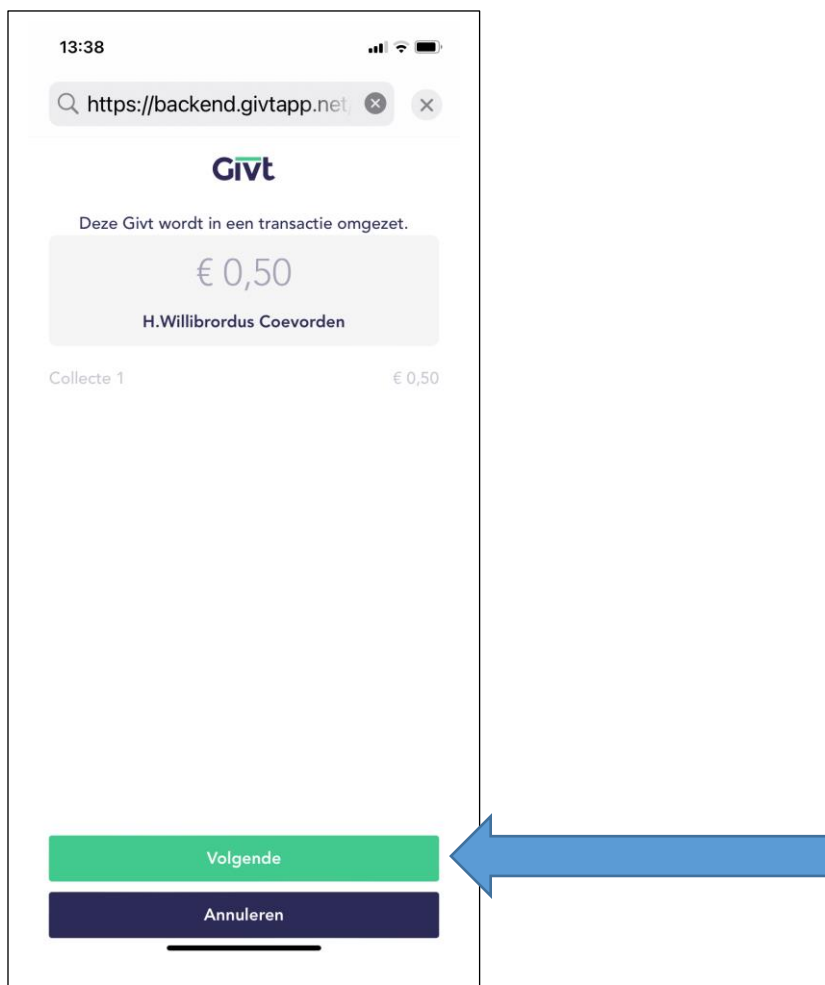 13:38
https://backend.givtapp.net
Givt
Deze Givt wordt in een transactie omgezet.
€ 0,50
H.Willibrordus Coevorden
Collecte 1 € 0,50
Volgende
Annuleren